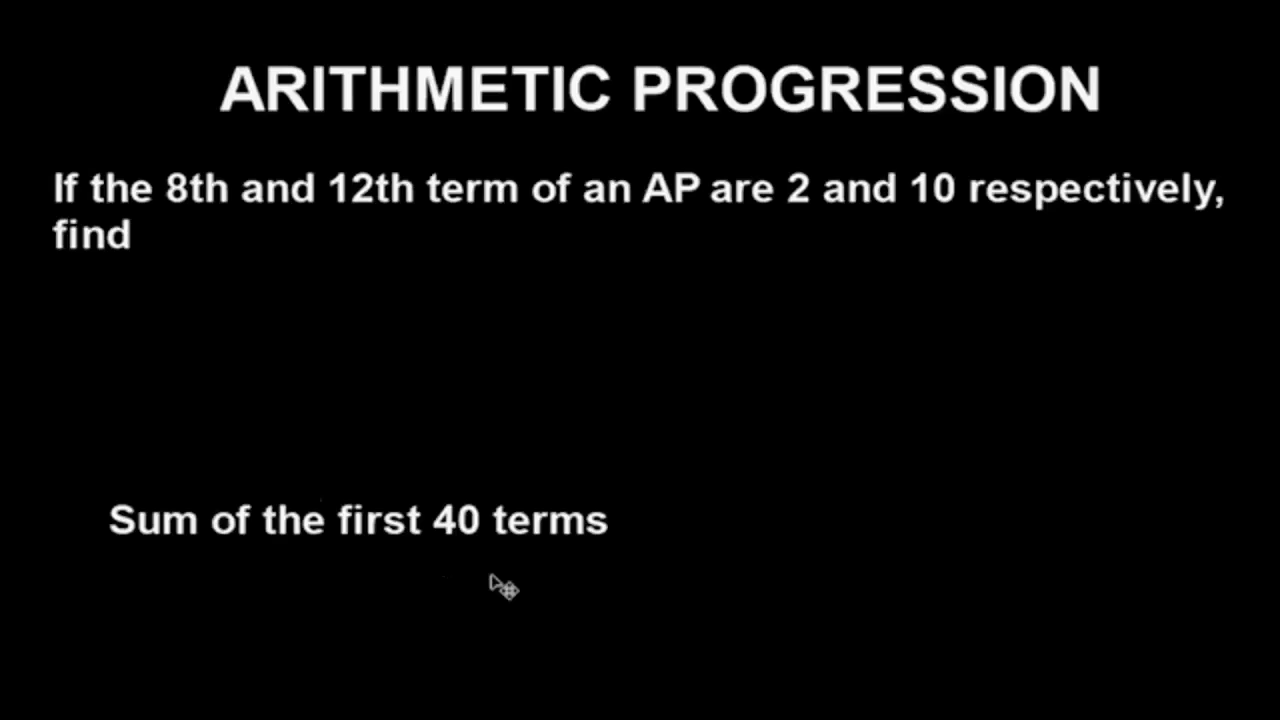 ARITHMETIC PROGRESSION
If the 8th and 12th term of an AP are 2 and 10 respectively,
find
Sum of the first 40 terms